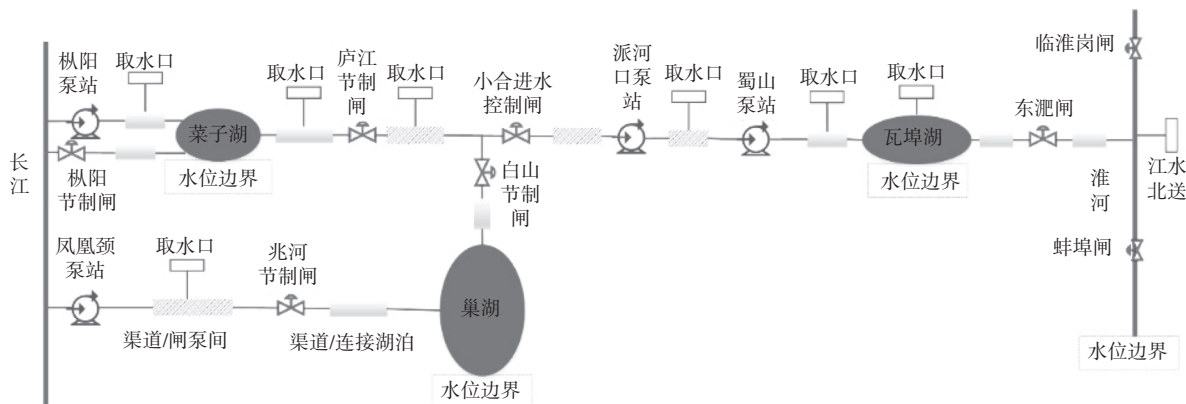 枞阳
泵站
取水口
取水口
庐江
节制
闸
取水口
小合进水
控制闸
派河
口泵
站
取水口
蜀山
泵站
取水口
取水口
临淮岗闸
东淝闸
菜子湖
瓦埠湖
长
江
枞阳
节制闸
水位边界
白山
节制
闸
水位边界
淮
河
江水
北送
凤凰颈
泵站
取水口
兆河
节制闸
蚌埠闸
巢湖
渠道/闸泵间
渠道/连接湖泊
水位边界
水位边界